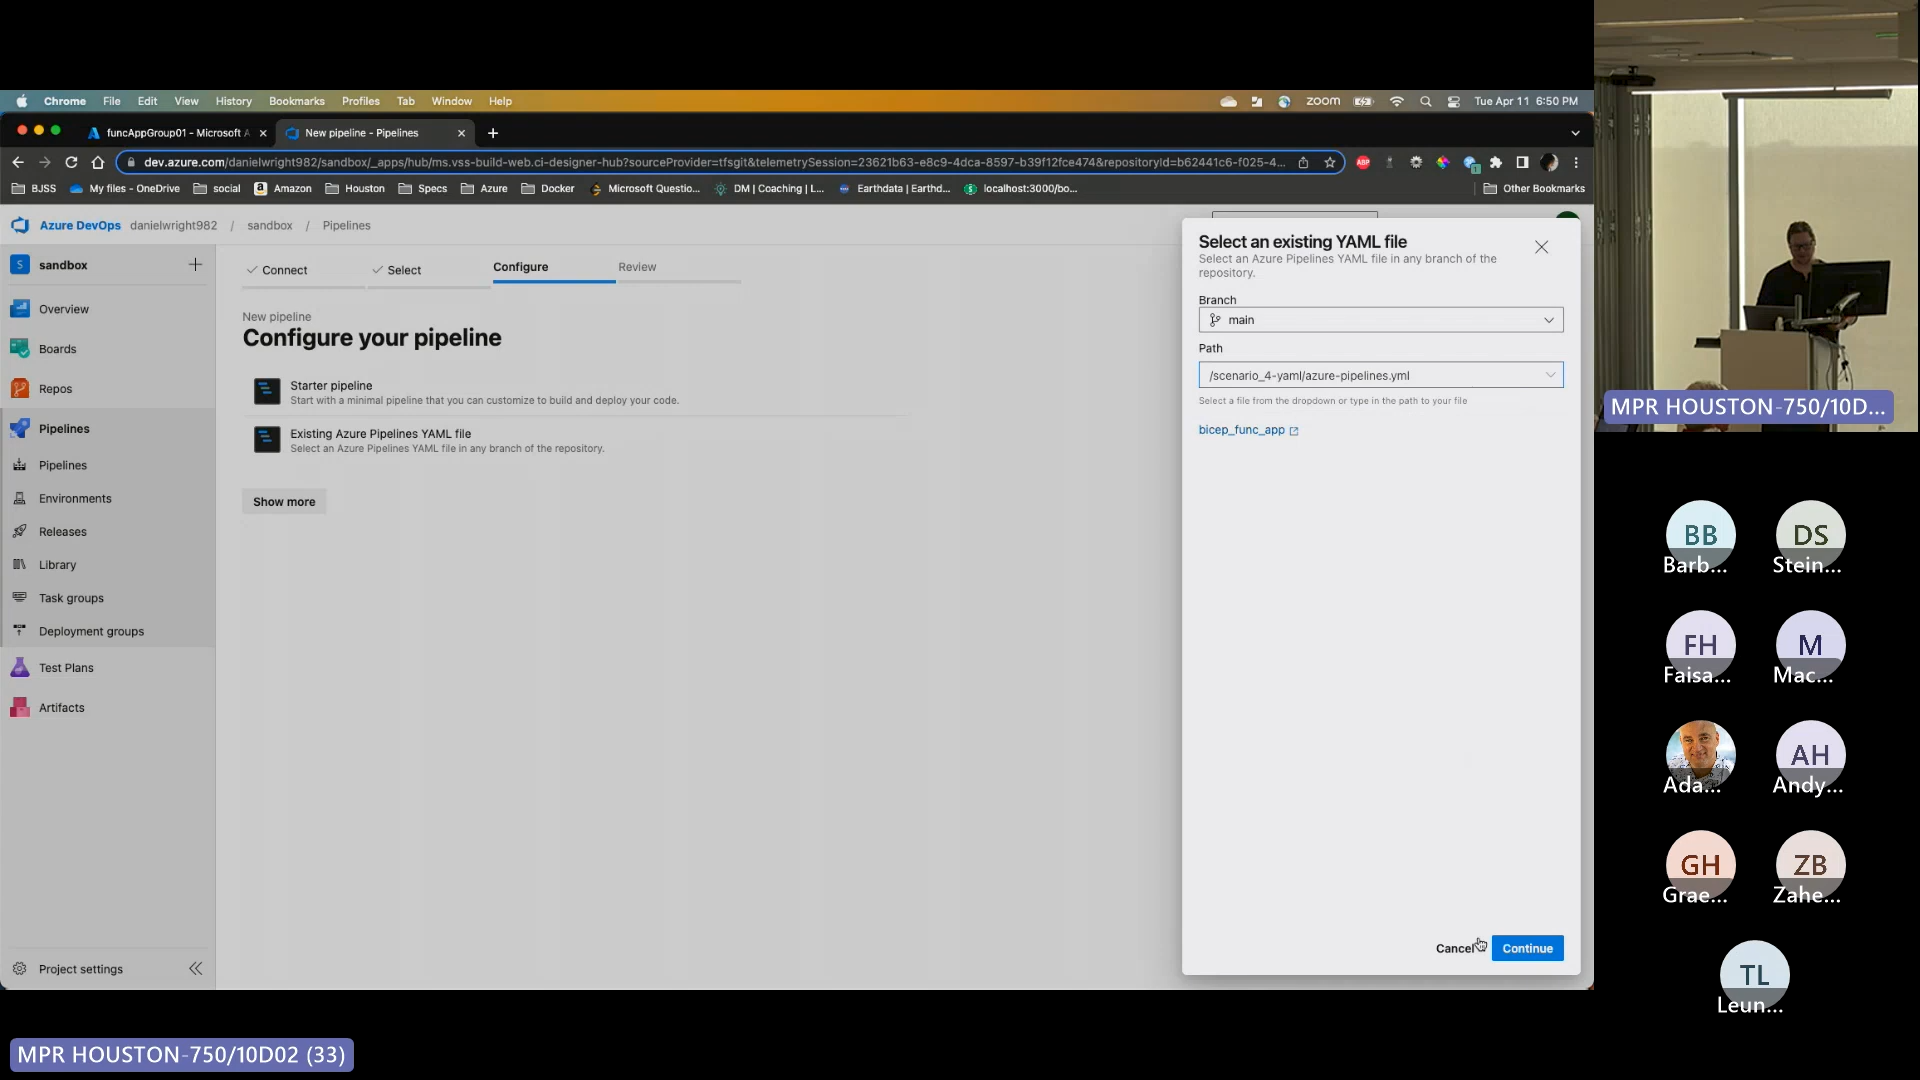 Chrome File Edit View History Bookmarks Profiles Tab Window Help
zoom Tue Apr 11 6:50 PM
funcAppGroup01 - Microsoft A
New pipeline - Pipelines
dev.azure.com/danielwright982/sandbox/_apps/hub/ms.vss-build-web.ci-designer-hub?sourceProvider=tfsgit&telemetrySession=23621b63-e8c9-4dca-8597-b39f12fce474&repositoryId=b62441c6-f025-4...
ABP
1
BJSS My files - OneDrive social Amazon Houston Specs Azure Docker Microsoft Questio... DM | Coaching | L... Earthdata | Earthd... localhost:3000/bo... Other Bookmarks
Azure DevOps danielwright982 / sandbox / Pipelines
S sandbox
Overview
Boards
Repos
Pipelines
Pipelines
Environments
Releases
Library
Task groups
Deployment groups
Test Plans
Artifacts
Project settings
Connect Select Configure Review
New pipeline
Configure your pipeline
Starter pipeline
Start with a minimal pipeline that you can customize to build and deploy your code.
Existing Azure Pipelines YAML file
Select an Azure Pipelines YAML file in any branch of the repository.
Show more
Select an existing YAML file
Select an Azure Pipelines YAML file in any branch of the
repository.
Branch
main
Path
/scenario_4-yaml/azure-pipelines.yml
Select a file from the dropdown or type in the path to your file
bicep_func_app
Cancel Continue
MPR HOUSTON-750/10D...
BB DS
Barb... Stein...
FH M
Faisa... Mac...
AH
Ada... Andy...
GH ZB
Grae... Zahe...
TL
Leun...
MPR HOUSTON-750/10D02 (33)